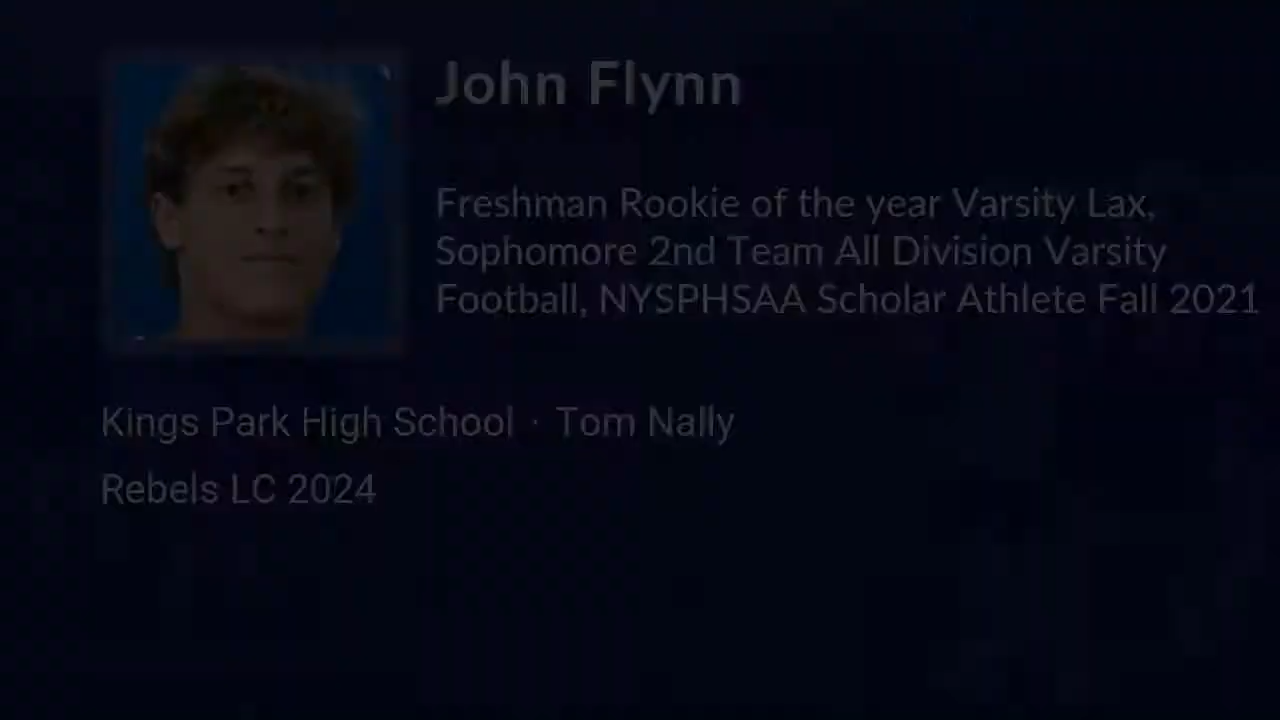 John Flynn
Freshman Rookie of the year Varsity Lax,
Sophomore 2nd Team All Division Varsity
Football, NYSPHSAA Scholar Athlete Fall 2021
Kings Park High School · Tom Nally
Rebels LC 2024